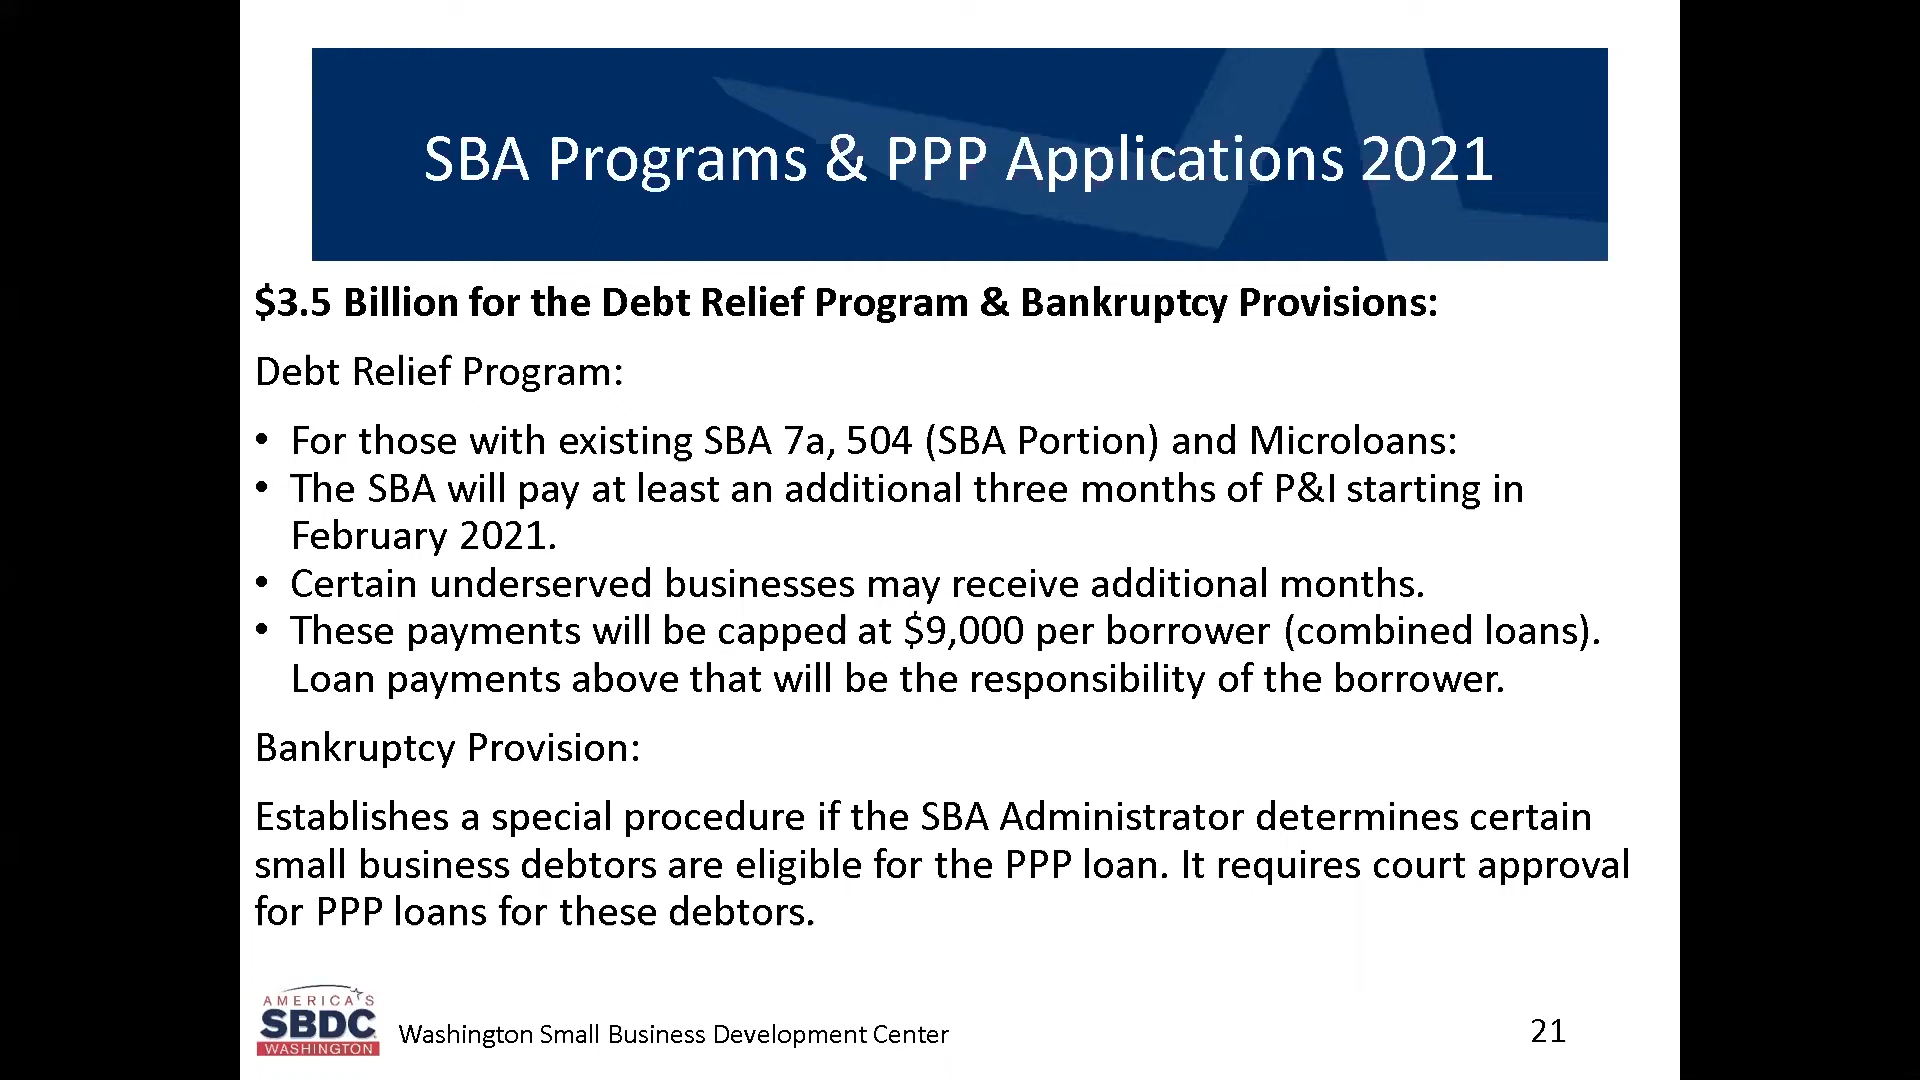 SBA Programs & PPP Applications 2021
$3.5 Billion for the Debt Relief Program & Bankruptcy Provisions:
Debt Relief Program:
• For those with existing SBA 7a, 504 (SBA Portion) and Microloans:
• The SBA will pay at least an additional three months of P&I starting in
February 2021.
• Certain underserved businesses may receive additional months.
• These payments will be capped at $9,000 per borrower (combined loans).
Loan payments above that will be the responsibility of the borrower.
Bankruptcy Provision:
Establishes a special procedure if the SBA Administrator determines certain
small business debtors are eligible for the PPP loan. It requires court approval
for PPP loans for these debtors.
AMERICA'S
SBDC
WASHINGTON
Washington Small Business Development Center
21